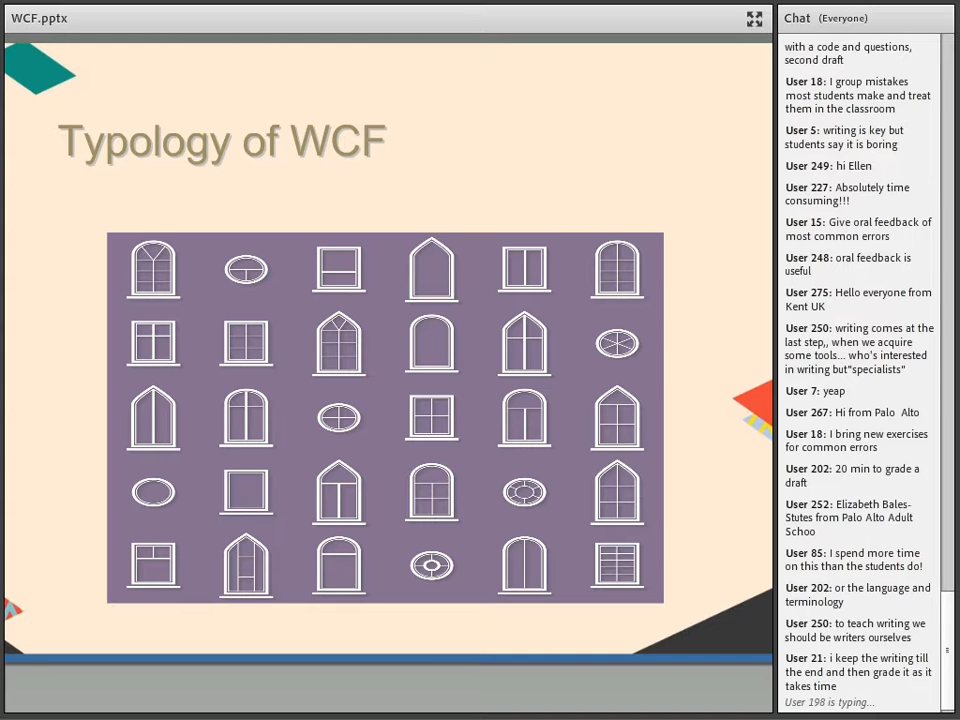 WCF.pptx
Typology of WCF
Chat (Everyone)
with a code and questions,
second draft
User 18: I group mistakes
most students make and treat
them in the classroom
User 5: writing is key but
students say it is boring
User 249: hi Ellen
User 227: Absolutely time
consuming!!!
User 15: Give oral feedback of
most common errors
User 248: oral feedback is
useful
User 275: Hello everyone from
Kent UK
User 250: writing comes at the
last step,, when we acquire
some tools... who's interested
in writing but"specialists"
User 7: yeap
User 267: Hi from Palo Alto
User 18: I bring new exercises
for common errors
User 202: 20 min to grade a
draft
User 252: Elizabeth Bales-
Stutes from Palo Alto Adult
Schoo
User 85: I spend more time
on this than the students do!
User 202: or the language and
terminology
User 250: to teach writing we
should be writers ourselves
User 21: i keep the writing till
the end and then grade it as it
takes time
User 198 is typing...